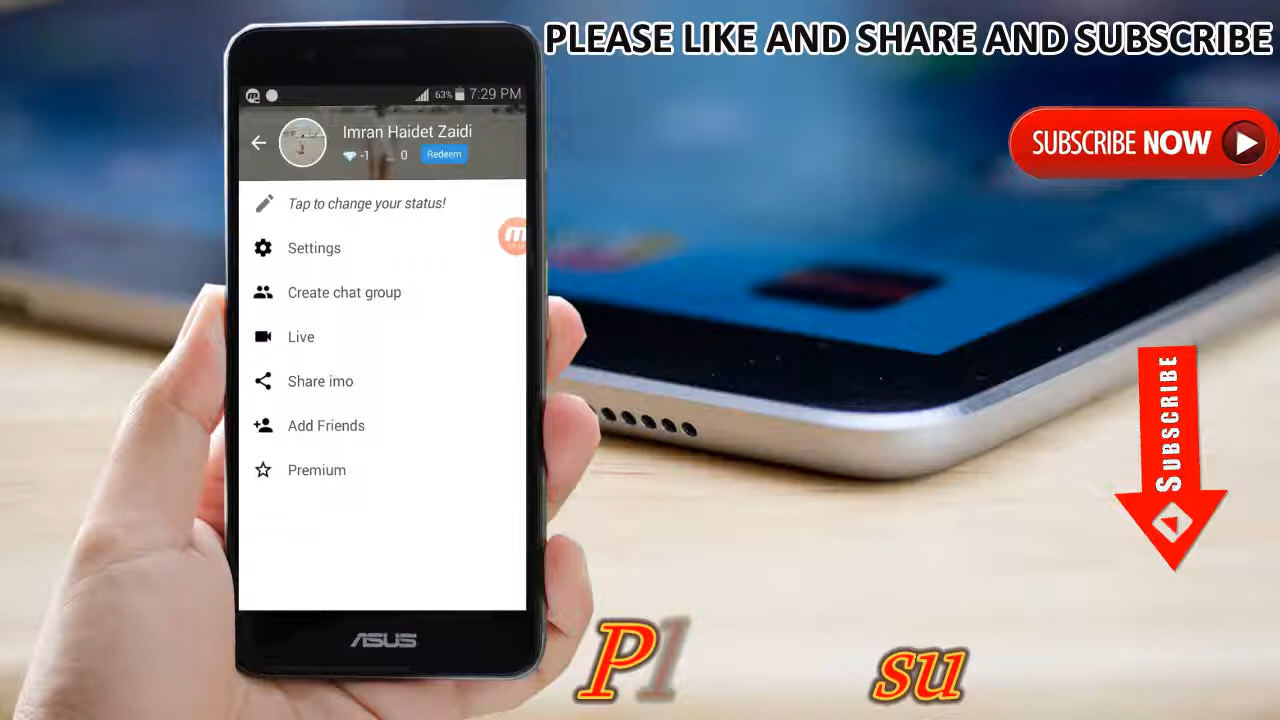 PLEASE LIKE AND SHARE AND SUBSCRIBE
SUBSCRIBE NOW
63% 7:29 PM
Imran Haidet Zaidi
-1 0 Redeem
Tap to change your status!
Settings
Create chat group
Live
Share imo
Add Friends
Premium
SUBSCRIBE
ASUS
Pl su